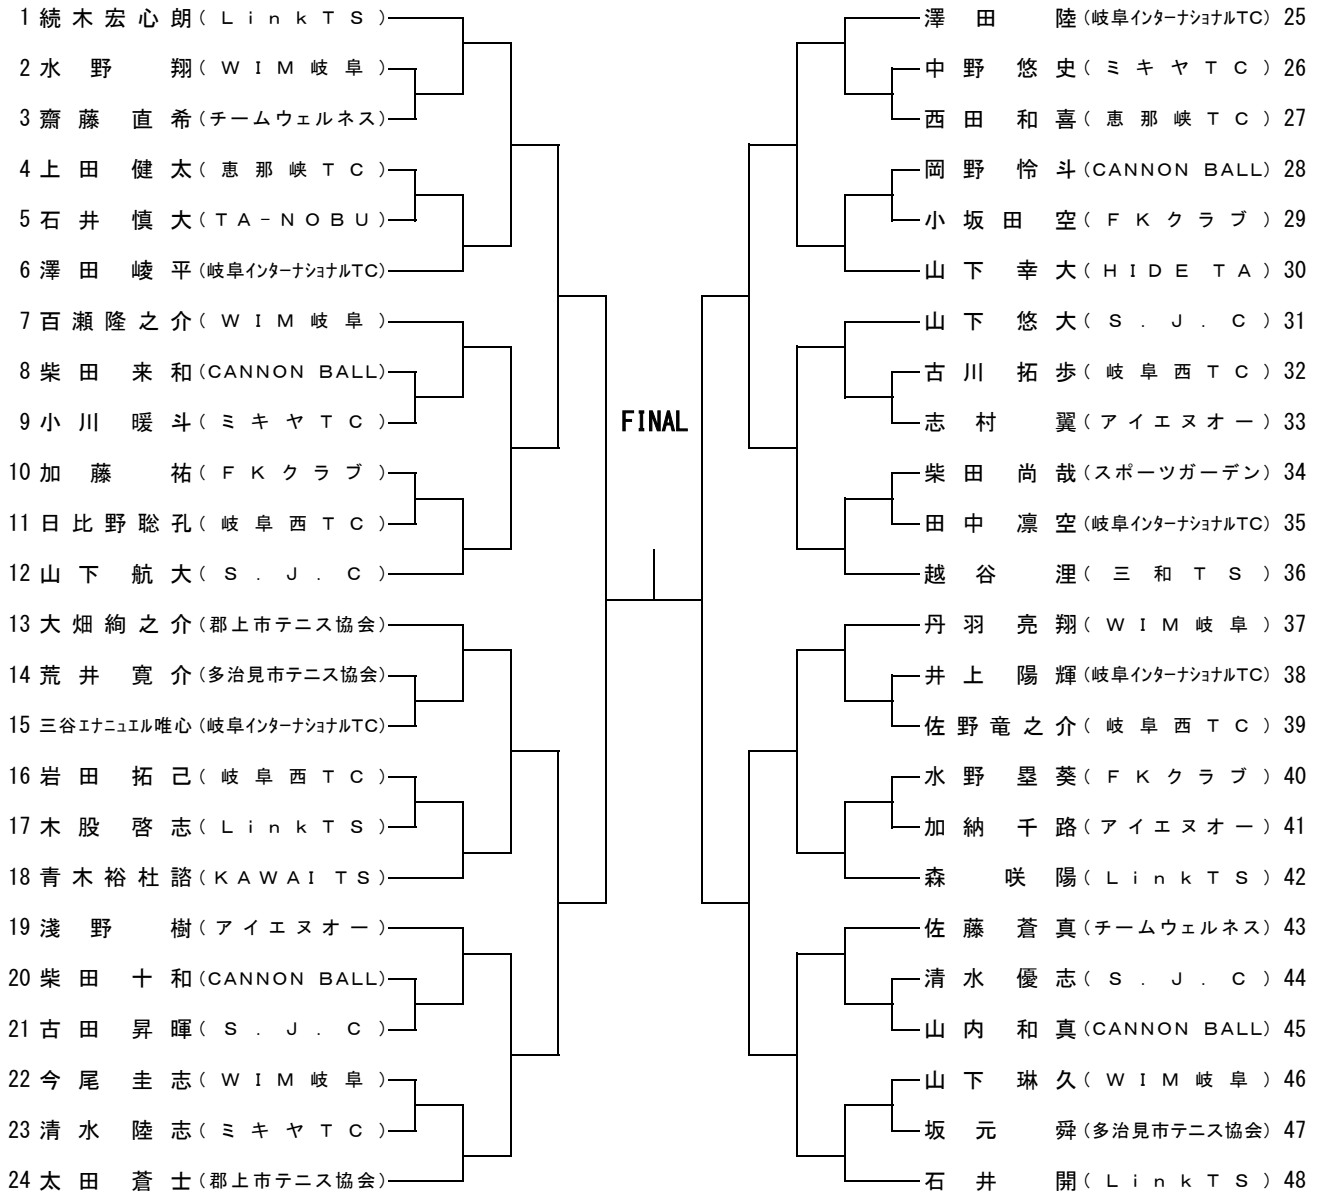 1 続木宏心朗 (LinkTS)
2 水野 翔 (WIM岐阜)
3 齋藤直希 (チームウェルネス)
4 上田健太 (恵那峡TC)
5 石井慎大 (TA-NOBU)
6 澤田崚平 (岐阜インターナショナルTC)
7 百瀬隆之介 (WIM岐阜)
8 柴田来和 (CANNON BALL)
9 小川暖斗 (ミキヤTC)
10 加藤 祐 (FKクラブ)
11 日比野聡孔 (岐阜西TC)
12 山下航大 (S.J.C)
13 大畑絢之介 (郡上市テニス協会)
14 荒井寛介 (多治見市テニス協会)
15 三谷エナニュエル唯心 (岐阜インターナショナルTC)
16 岩田拓己 (岐阜西TC)
17 木股啓志 (LinkTS)
18 青木裕杜諮 (KAWAI TS)
19 淺野 樹 (アイエヌオー)
20 柴田十和 (CANNON BALL)
21 古田昇暉 (S.J.C)
22 今尾圭志 (WIM岐阜)
23 清水陸志 (ミキヤTC)
24 太田蒼士 (郡上市テニス協会)
FINAL
澤田 陸 (岐阜インターナショナルTC) 25
中野悠史 (ミキヤTC) 26
西田和喜 (恵那峡TC) 27
岡野怜斗 (CANNON BALL) 28
小坂田空 (FKクラブ) 29
山下幸大 (HIDE TA) 30
山下悠大 (S.J.C) 31
古川拓歩 (岐阜西TC) 32
志村 翼 (アイエヌオー) 33
柴田尚哉 (スポーツガーデン) 34
田中凛空 (岐阜インターナショナルTC) 35
越谷 浬 (三和TS) 36
丹羽亮翔 (WIM岐阜) 37
井上陽輝 (岐阜インターナショナルTC) 38
佐野竜之介 (岐阜西TC) 39
水野塁葵 (FKクラブ) 40
加納千路 (アイエヌオー) 41
森 咲陽 (LinkTS) 42
佐藤蒼真 (チームウェルネス) 43
清水優志 (S.J.C) 44
山内和真 (CANNON BALL) 45
山下琳久 (WIM岐阜) 46
坂元 舜 (多治見市テニス協会) 47
石井 開 (LinkTS) 48